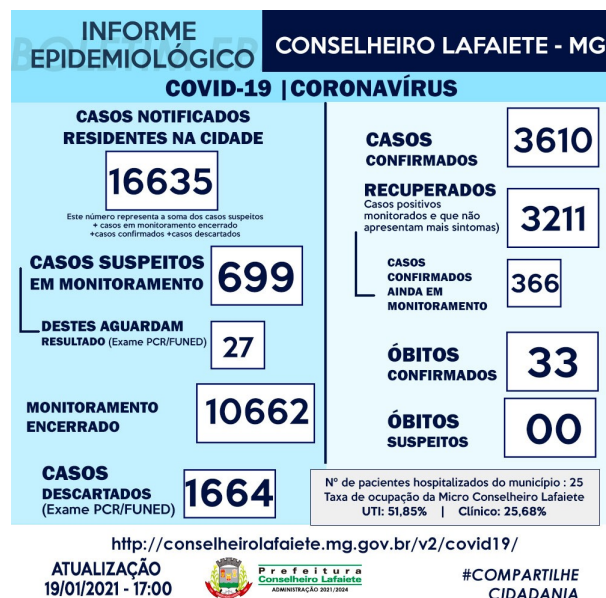 INFORME
EPIDEMIOLÓGICO
CONSELHEIRO LAFAIETE - MG
COVID-19 | CORONAVÍRUS
CASOS NOTIFICADOS
RESIDENTES NA CIDADE
16635
Este número representa a soma dos casos suspeitos
+ casos em monitoramento encerrado
+casos confirmados +casos descartados
CASOS SUSPEITOS
EM MONITORAMENTO
699
DESTES AGUARDAM
RESULTADO (Exame PCR/FUNED)
27
MONITORAMENTO
ENCERRADO
10662
CASOS
DESCARTADOS
(Exame PCR/FUNED)
1664
CASOS
CONFIRMADOS
3610
RECUPERADOS
Casos positivos
monitorados e que não
apresentam mais sintomas)
3211
CASOS
CONFIRMADOS
AINDA EM
MONITORAMENTO
366
ÓBITOS
CONFIRMADOS
33
ÓBITOS
SUSPEITOS
00
Nº de pacientes hospitalizados do município : 25
Taxa de ocupação da Micro Conselheiro Lafaiete
UTI: 51,85% | Clínico: 25,68%
http://conselheirolafaiete.mg.gov.br/v2/covid19/
ATUALIZAÇÃO
19/01/2021 - 17:00
Prefeitura
Conselheiro Lafaiete
ADMINISTRAÇÃO 2021/2024
#COMPARTILHE
CIDADANIA